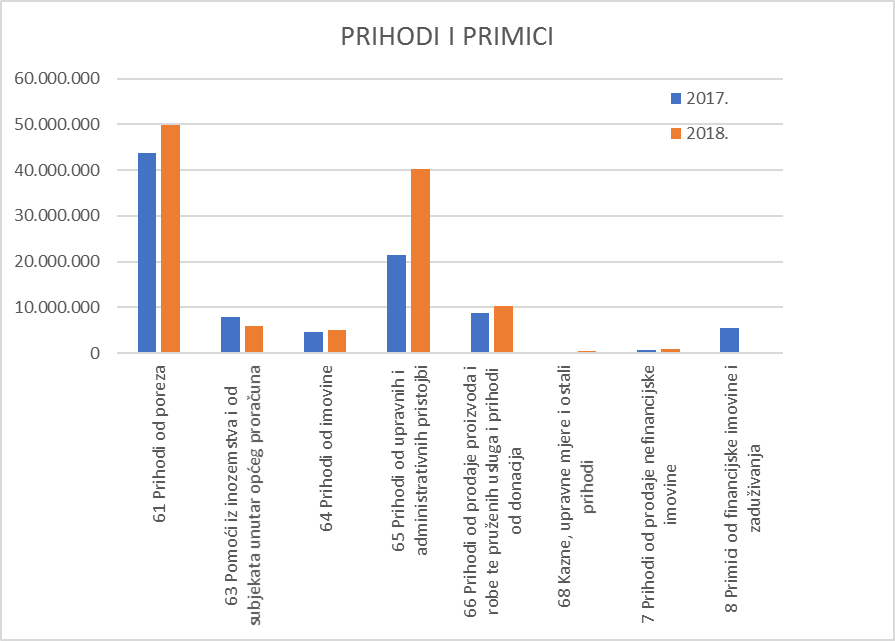 PRIHODI I PRIMICI
2017.
2018.
60.000.000
50.000.000
40.000.000
30.000.000
20.000.000
10.000.000
0
61 Prihodi od poreza
63 Pomoći iz inozemstva i od
subjekata unutar općeg proračuna
64 Prihodi od imovine
65 Prihodi od upravnih i
administrativnih pristojbi
66 Prihodi od prodaje proizvoda i
robe te pruženih usluga i prihodi
od donacija
68 Kazne, upravne mjere i ostali
prihodi
7 Prihodi od prodaje nefinancijske
imovine
8 Primici od financijske imovine i
zaduživanja